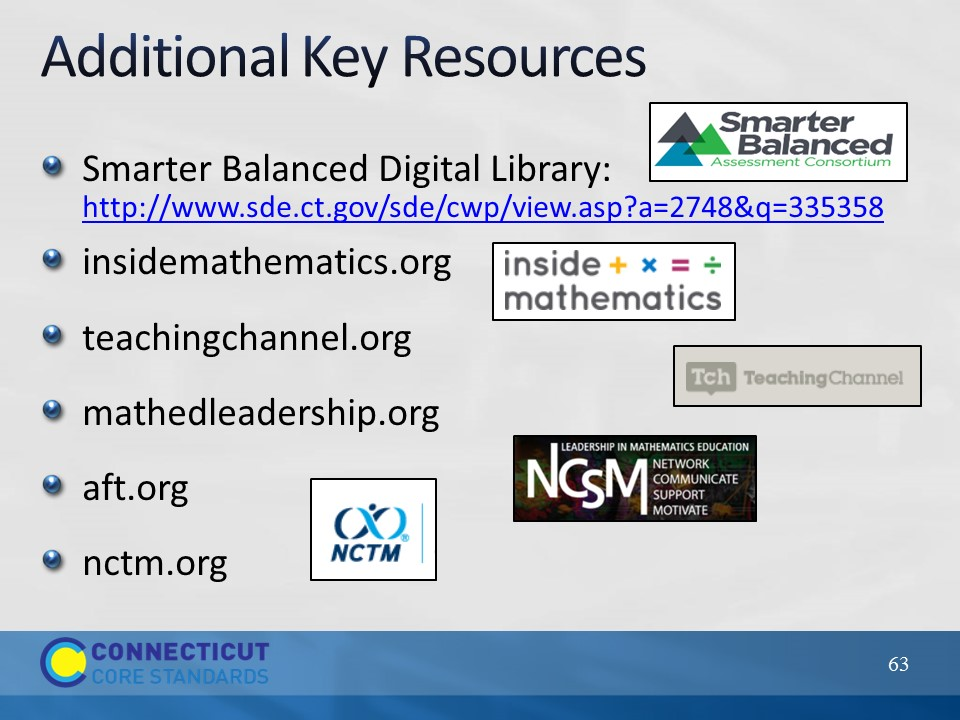 Additional Key Resources
Smarter Balanced Assessment Consortium
Smarter Balanced Digital Library:
http://www.sde.ct.gov/sde/cwp/view.asp?a=2748&q=335358
insidemathematics.org
inside + × = ÷
mathematics
teachingchannel.org
Tch TeachingChannel
mathedleadership.org
LEADERSHIP IN MATHEMATICS EDUCATION
NCSM
NETWORK
COMMUNICATE
SUPPORT
MOTIVATE
aft.org
NCTM®
nctm.org
CONNECTICUT
CORE STANDARDS
63